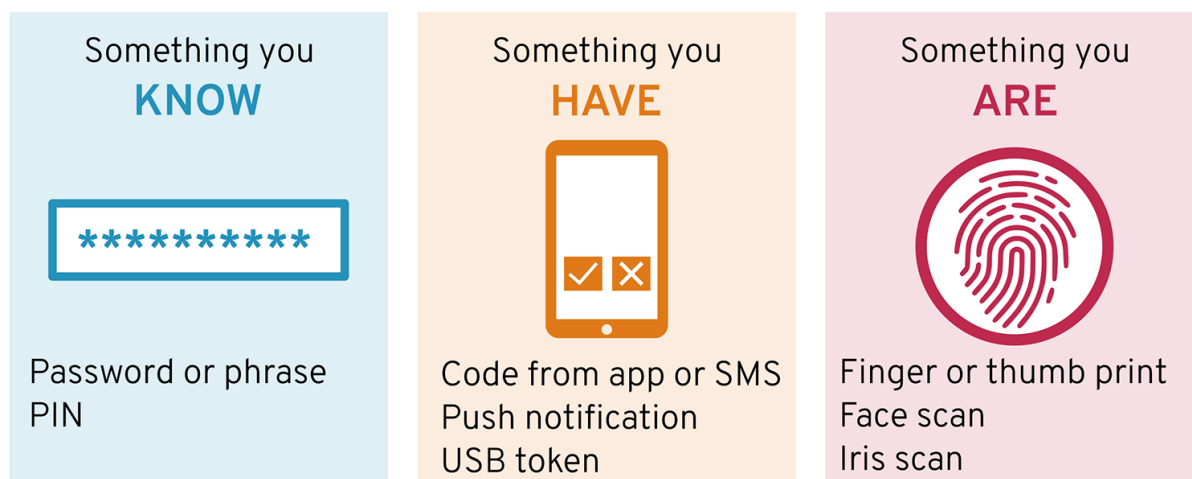 Something you
KNOW
**********
Password or phrase
PIN
Something you
HAVE
Code from app or SMS
Push notification
USB token
Something you
ARE
Finger or thumb print
Face scan
Iris scan